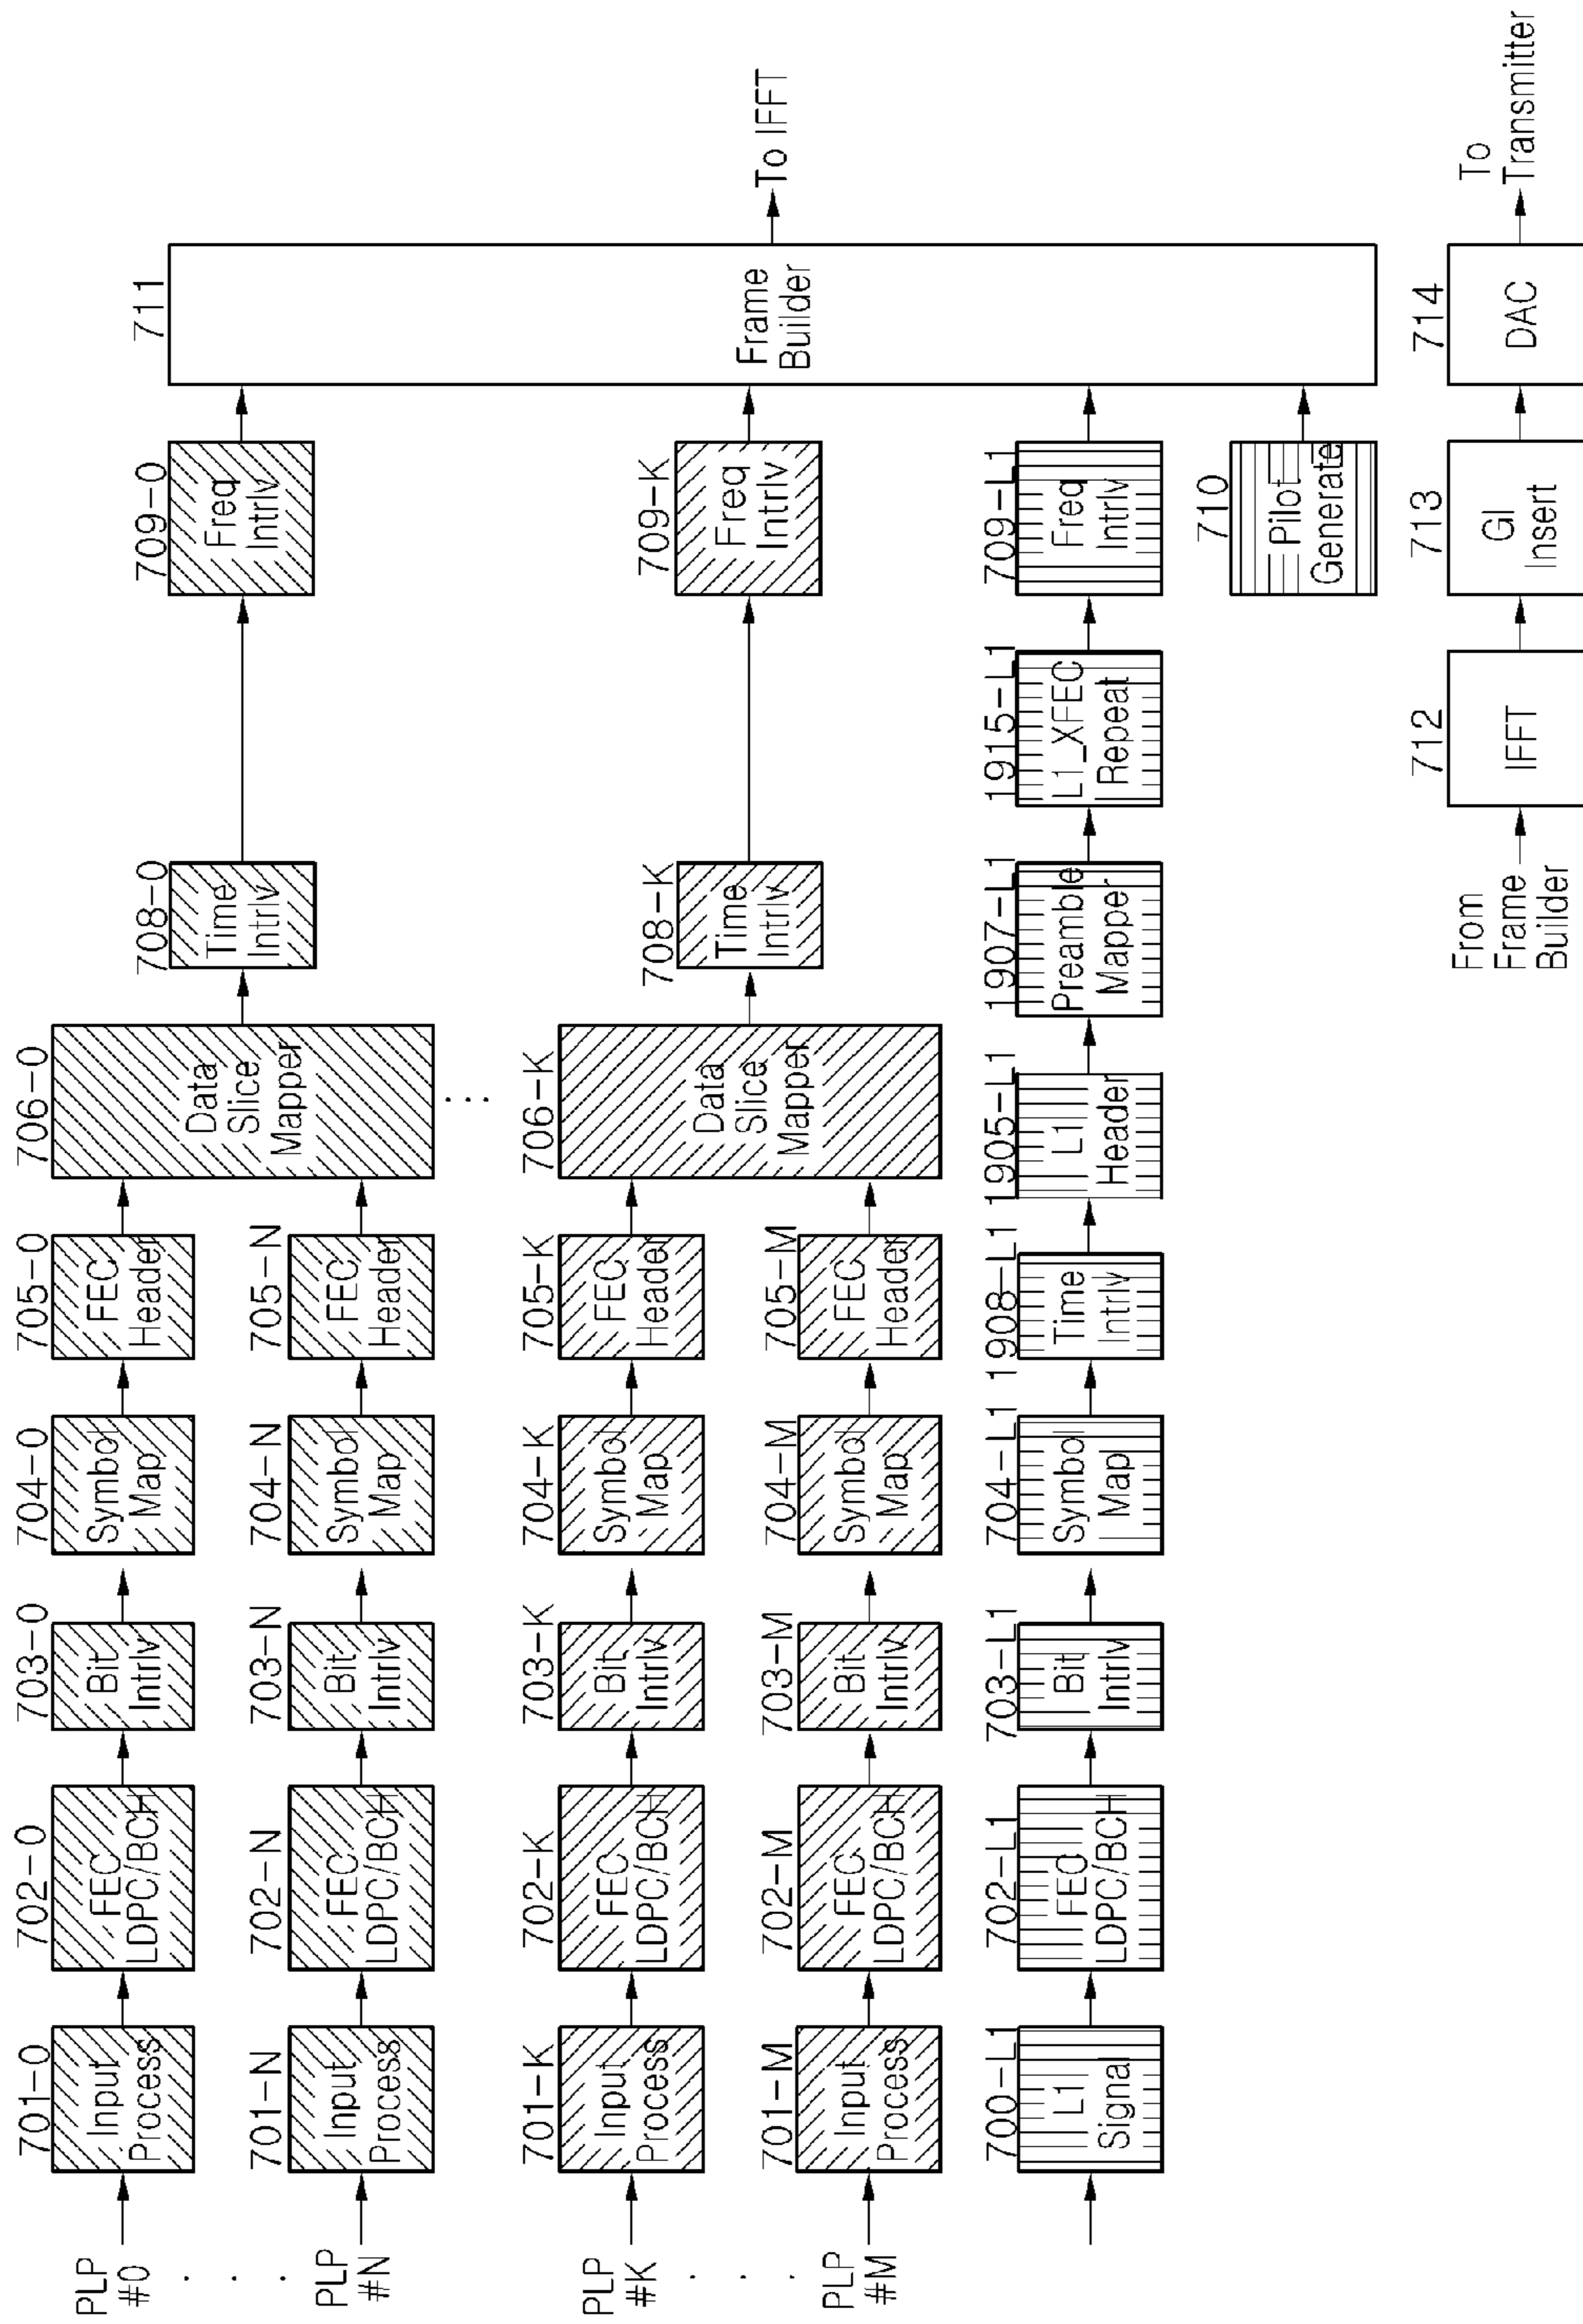 PLP
#0
701-0
Input
Process
702-0
FEC
LDPC/BCH
703-0
Bit
Intrlv
704-0
Symbol
Map
705-0
FEC
Header
706-0
Data
Slice
Mapper
708-0
Time
Intrlv
709-0
Freq
Intrlv
711
Frame
Builder
To IFFT
. . .
PLP
#N
701-N
Input
Process
702-N
FEC
LDPC/BCH
703-N
Bit
Intrlv
704-N
Symbol
Map
705-N
FEC
Header
...
PLP
#K
701-K
Input
Process
702-K
FEC
LDPC/BCH
703-K
Bit
Intrlv
704-K
Symbol
Map
705-K
FEC
Header
706-K
Data
Slice
Mapper
708-K
Time
Intrlv
709-K
Freq
Intrlv
. . .
PLP
#M
701-M
Input
Process
702-M
FEC
LDPC/BCH
703-M
Bit
Intrlv
704-M
Symbol
Map
705-M
FEC
Header
700-L1
L1
Signal
702-L1
FEC
LDPC/BCH
703-L1
Bit
Intrlv
704-L1
Symbol
Map
1908-L1
Time
Intrlv
1905-L1
L1
Header
1907-L1
Preamble
Mapper
1915-L1
L1_XFEC
Repeat
709-L1
Freq
Intrlv
710
Pilot
Generate
From
Frame
Builder
712
IFFT
713
GI
Insert
714
DAC
To
Transmitter